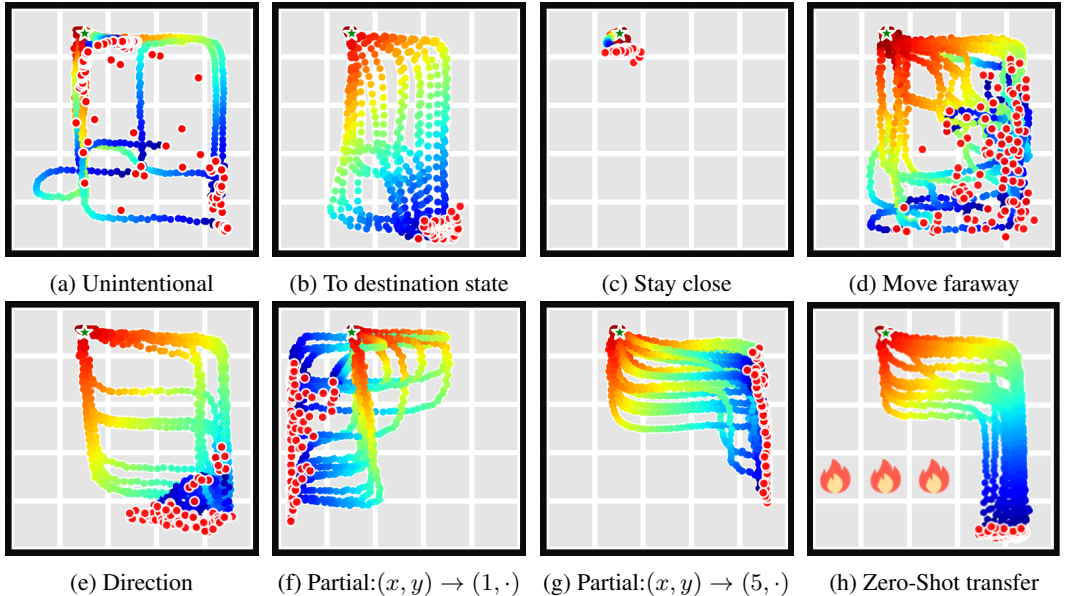 (a) Unintentional
(b) To destination state
(c) Stay close
(d) Move faraway
(e) Direction
(f) Partial:(x, y) → (1, ·)
(g) Partial:(x, y) → (5, ·)
(h) Zero-Shot transfer